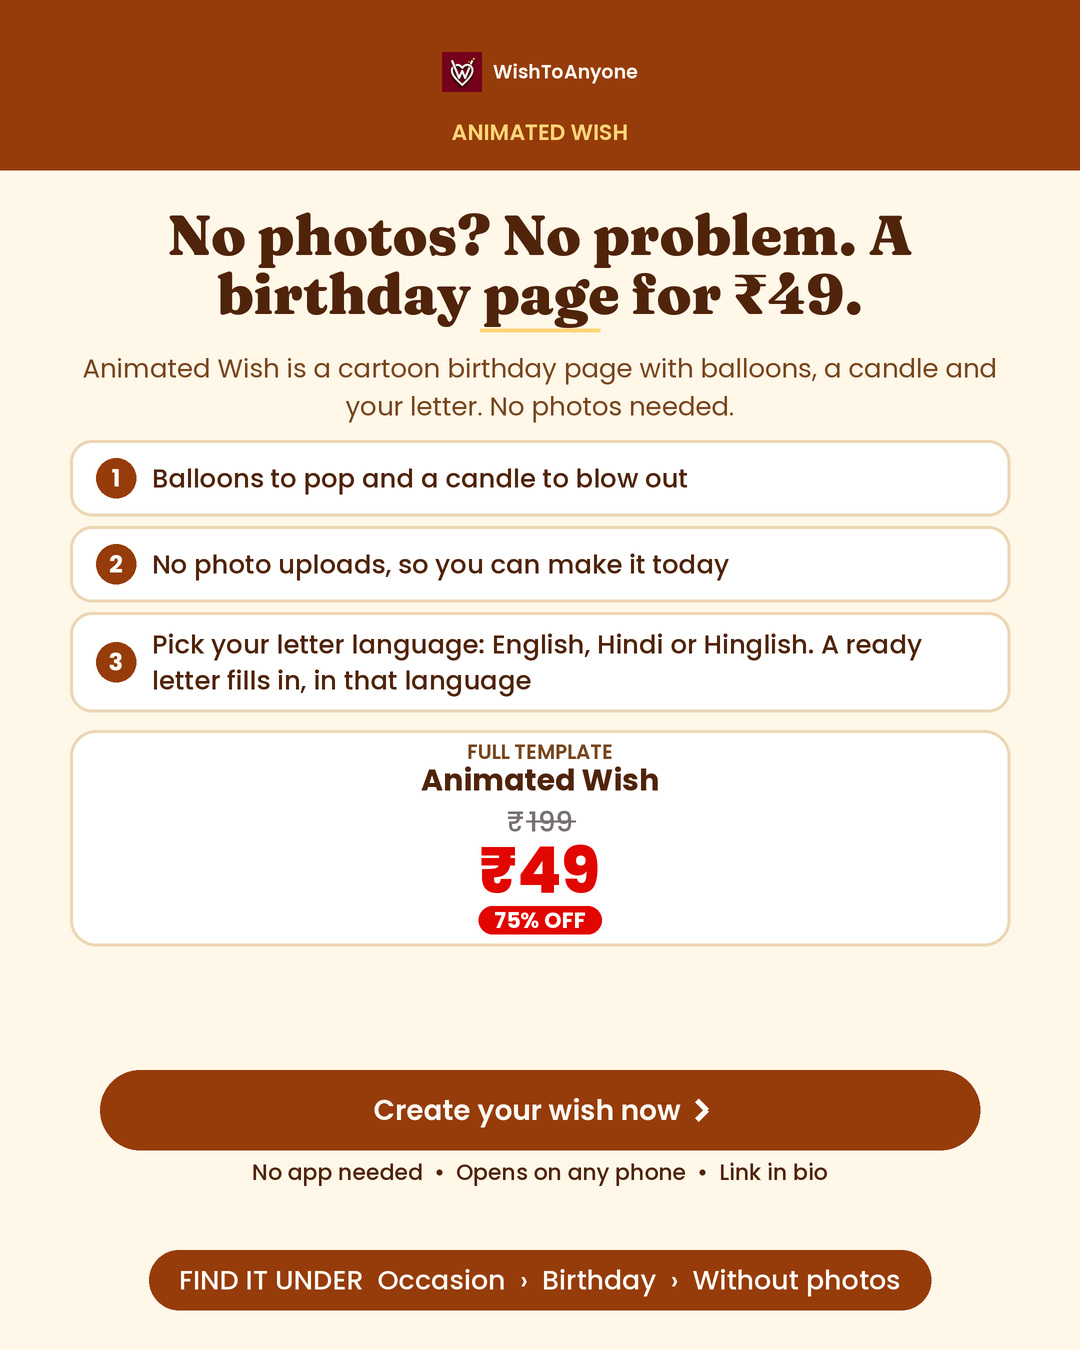 WishToAnyone
ANIMATED WISH
No photos? No problem. A
birthday page for ₹49.
Animated Wish is a cartoon birthday page with balloons, a candle and
your letter. No photos needed.
1 Balloons to pop and a candle to blow out
2 No photo uploads, so you can make it today
3 Pick your letter language: English, Hindi or Hinglish. A ready
letter fills in, in that language
FULL TEMPLATE
Animated Wish
₹199
₹49
75% OFF
Create your wish now ›
No app needed • Opens on any phone • Link in bio
FIND IT UNDER Occasion › Birthday › Without photos